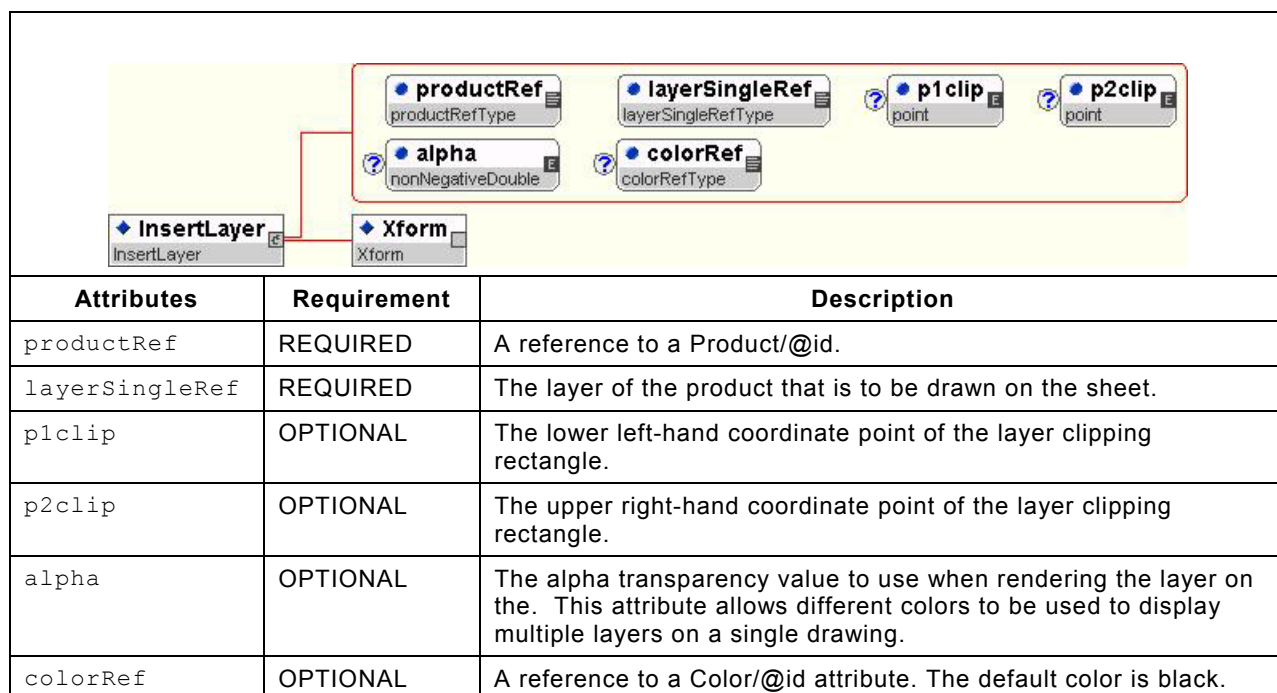 productRef layerSingleRef p1clip p2clip
productRefType layerSingleRefType point point
alpha colorRef
nonNegativeDouble colorRefType
InsertLayer Xform
InsertLayer Xform
Attributes Requirement Description
productRef REQUIRED A reference to a Product/@id.
layerSingleRef REQUIRED The layer of the product that is to be drawn on the sheet.
p1clip OPTIONAL The lower left-hand coordinate point of the layer clipping
rectangle.
p2clip OPTIONAL The upper right-hand coordinate point of the layer clipping
rectangle.
alpha OPTIONAL The alpha transparency value to use when rendering the layer on
the.  This attribute allows different colors to be used to display
multiple layers on a single drawing.
colorRef OPTIONAL A reference to a Color/@id attribute. The default color is black.